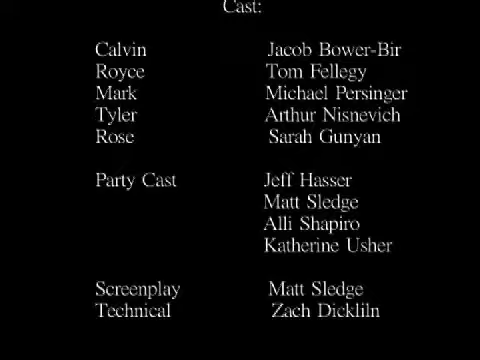 Cast:
Calvin Jacob Bower-Bir
Royce Tom Fellegy
Mark Michael Persinger
Tyler Arthur Nisnevich
Rose Sarah Gunyan
Party Cast Jeff Hasser
Matt Sledge
Alli Shapiro
Katherine Usher
Screenplay Matt Sledge
Technical Zach Dickliln